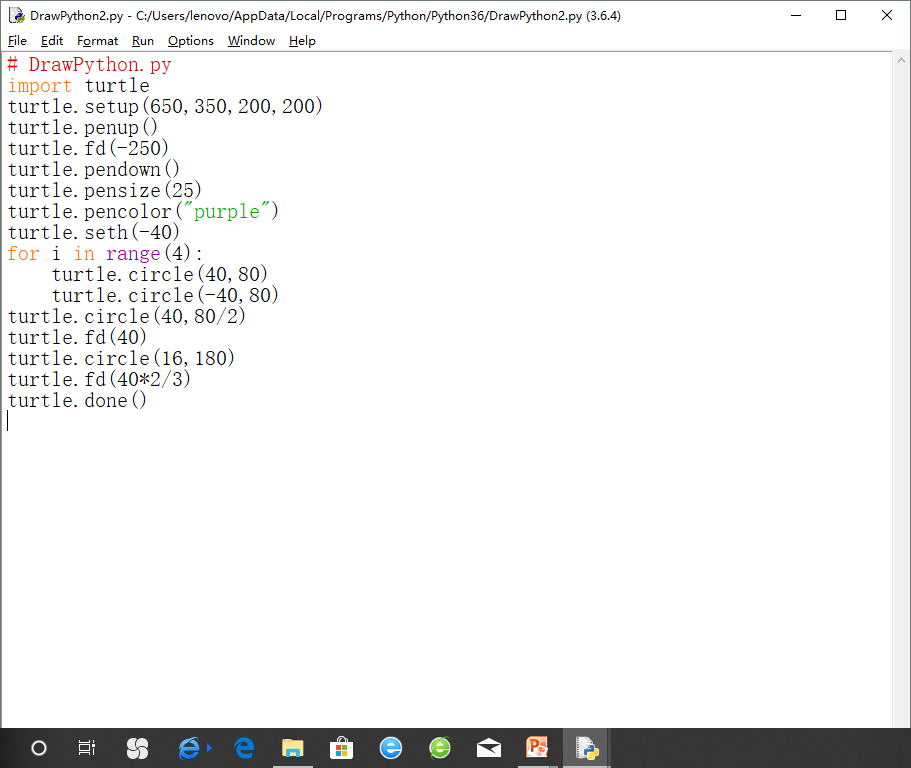 DrawPython2.py - C:/Users/lenovo/AppData/Local/Programs/Python/Python36/DrawPython2.py (3.6.4)
File Edit Format Run Options Window Help
# DrawPython.py
import turtle
turtle.setup(650,350,200,200)
turtle.penup()
turtle.fd(-250)
turtle.pendown()
turtle.pensize(25)
turtle.pencolor("purple")
turtle.seth(-40)
for i in range(4):
    turtle.circle(40,80)
    turtle.circle(-40,80)
turtle.circle(40,80/2)
turtle.fd(40)
turtle.circle(16,180)
turtle.fd(40*2/3)
turtle.done()